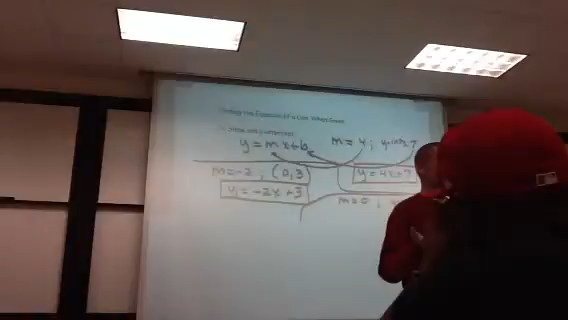 Finding the Equation of a Line When Given
y = mx+b
m = 4 ; y-int= 7
m = -2 , (0,3)
y = 4x+7
y = -2x+3
m = 0 ;